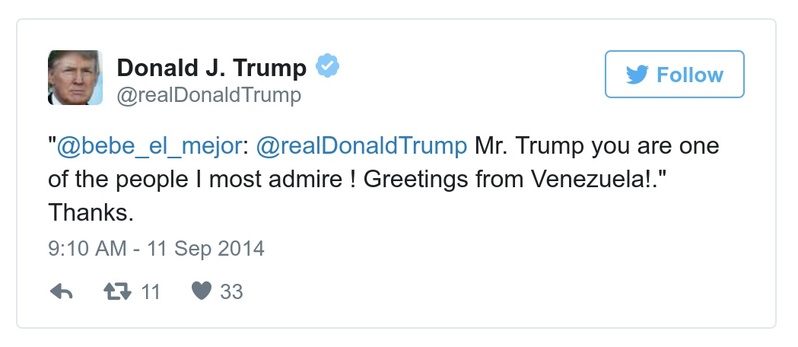 Donald J. Trump
@realDonaldTrump
Follow
"@bebe_el_mejor: @realDonaldTrump Mr. Trump you are one
of the people I most admire ! Greetings from Venezuela!."
Thanks.
9:10 AM - 11 Sep 2014
11 33